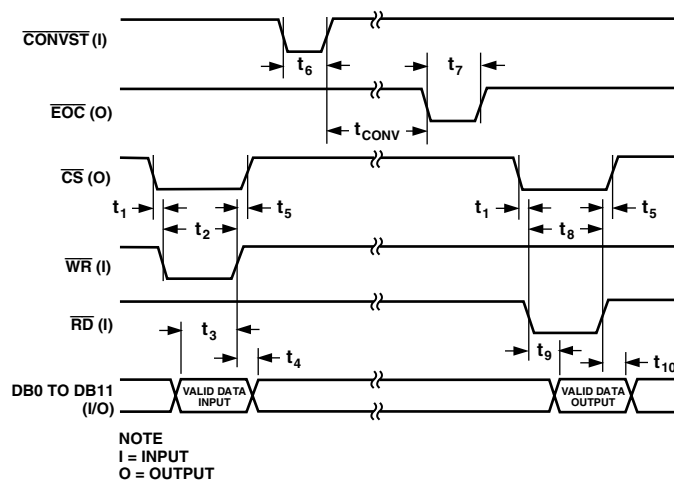 CONVST (I)
t6
t7
EOC (O)
tCONV
CS (O)
t1
t5
t1
t5
t2
t8
WR (I)
RD (I)
t3
t4
t9
t10
DB0 TO DB11
(I/O)
VALID DATA
INPUT
VALID DATA
OUTPUT
NOTE
I = INPUT
O = OUTPUT